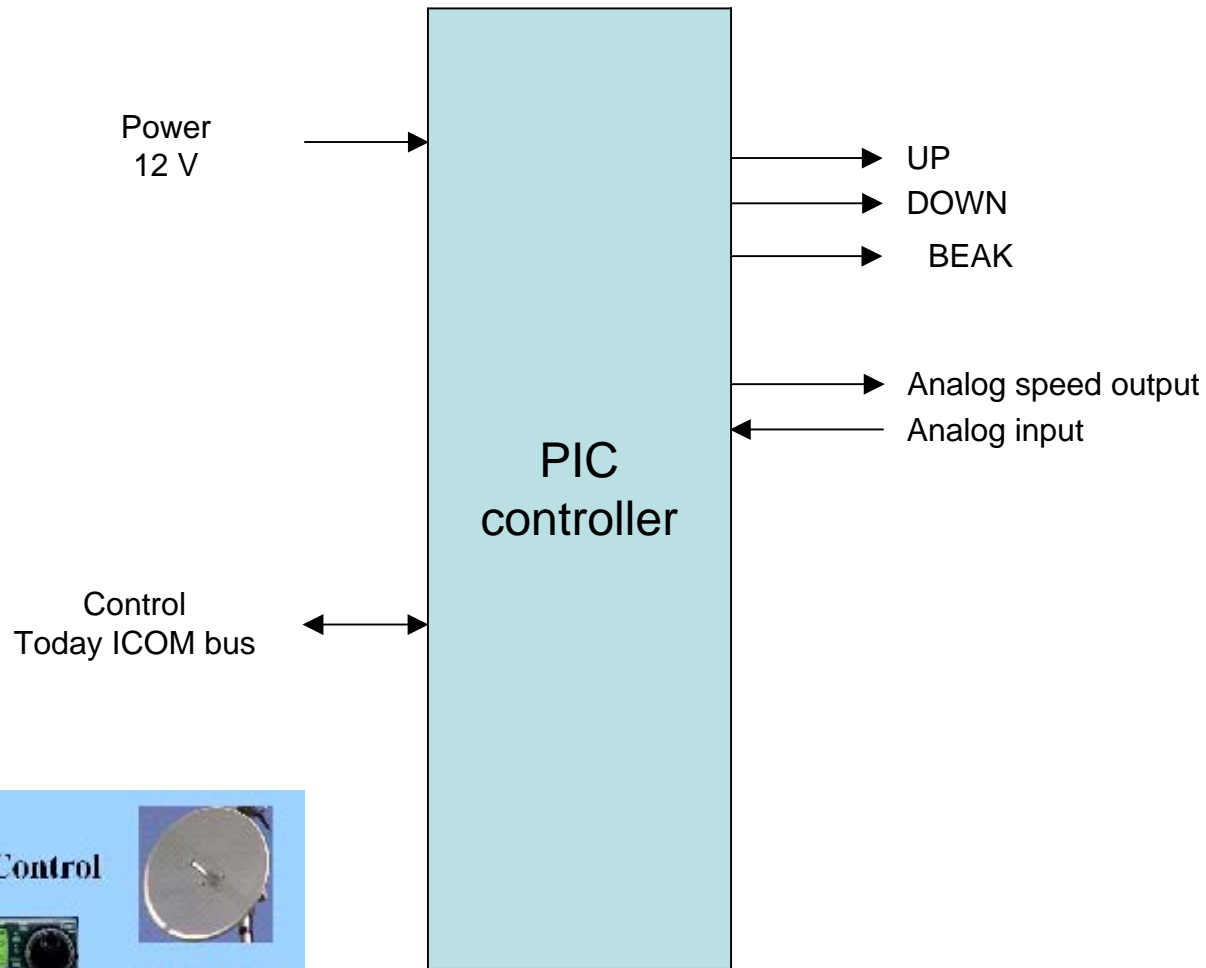 Power
12 V
UP
DOWN
BEAK
Analog speed output
Analog input
PIC
controller
Control
Today ICOM bus
Control